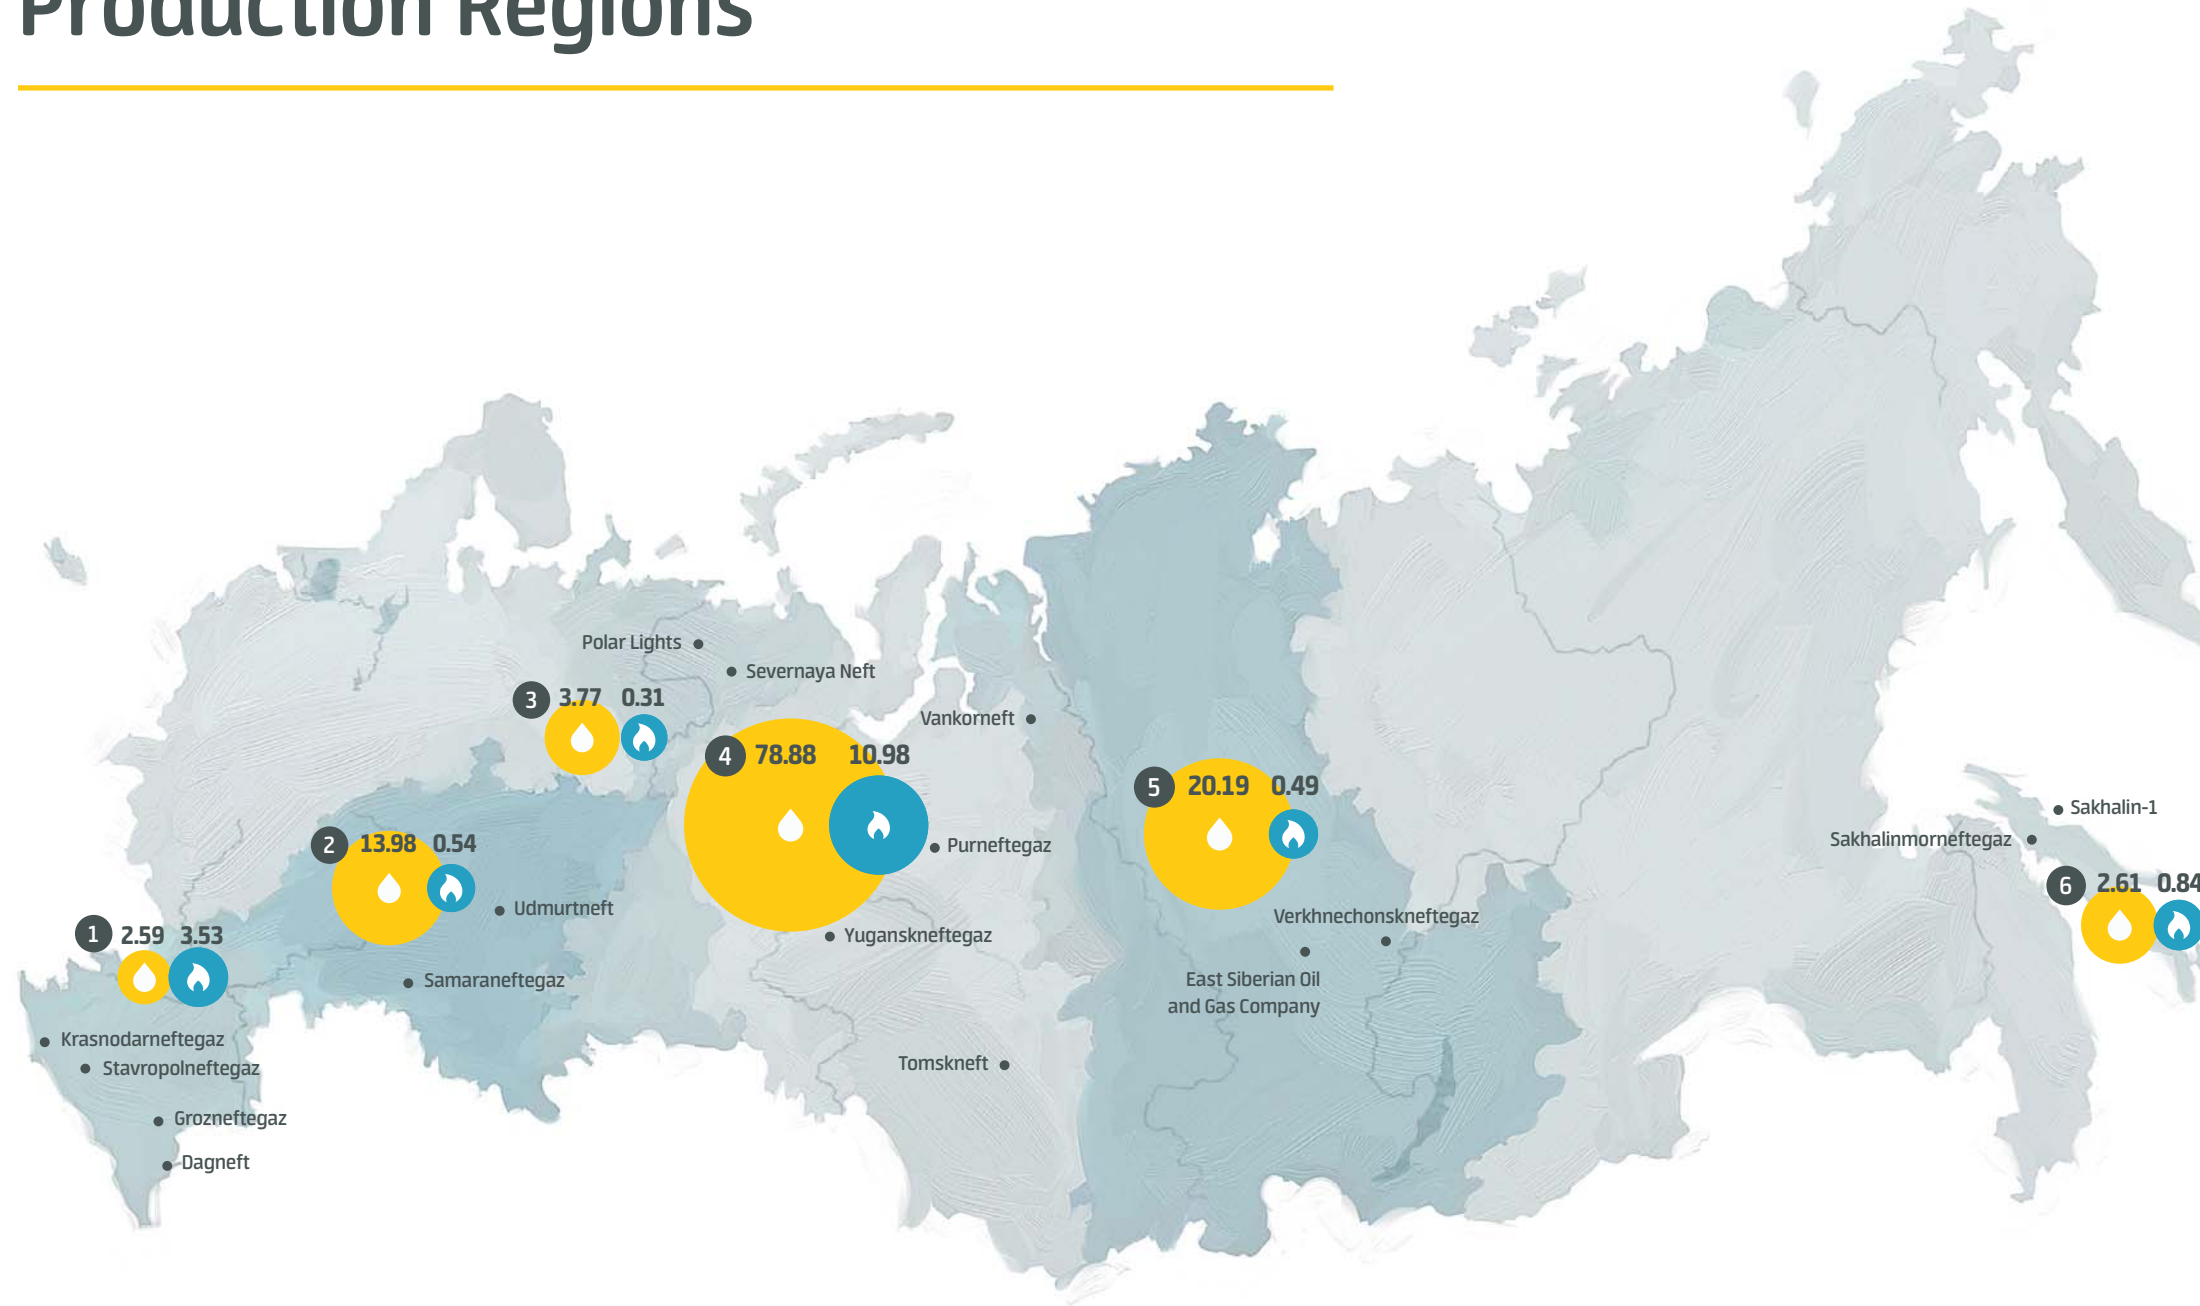 Production Regions
Polar Lights
Severnaya Neft
3 3.77 0.31
Vankorneft
4 78.88 10.98
5 20.19 0.49
Sakhalin-1
Sakhalinmorneftegaz
2 13.98 0.54
Purneftegaz
6 2.61 0.84
Udmurtneft
Verkhnechonskneftegaz
1 2.59 3.53
Yuganskneftegaz
Samaraneftegaz
East Siberian Oil
and Gas Company
Krasnodarneftegaz
Stavropolneftegaz
Tomskneft
Grozneftegaz
Dagneft